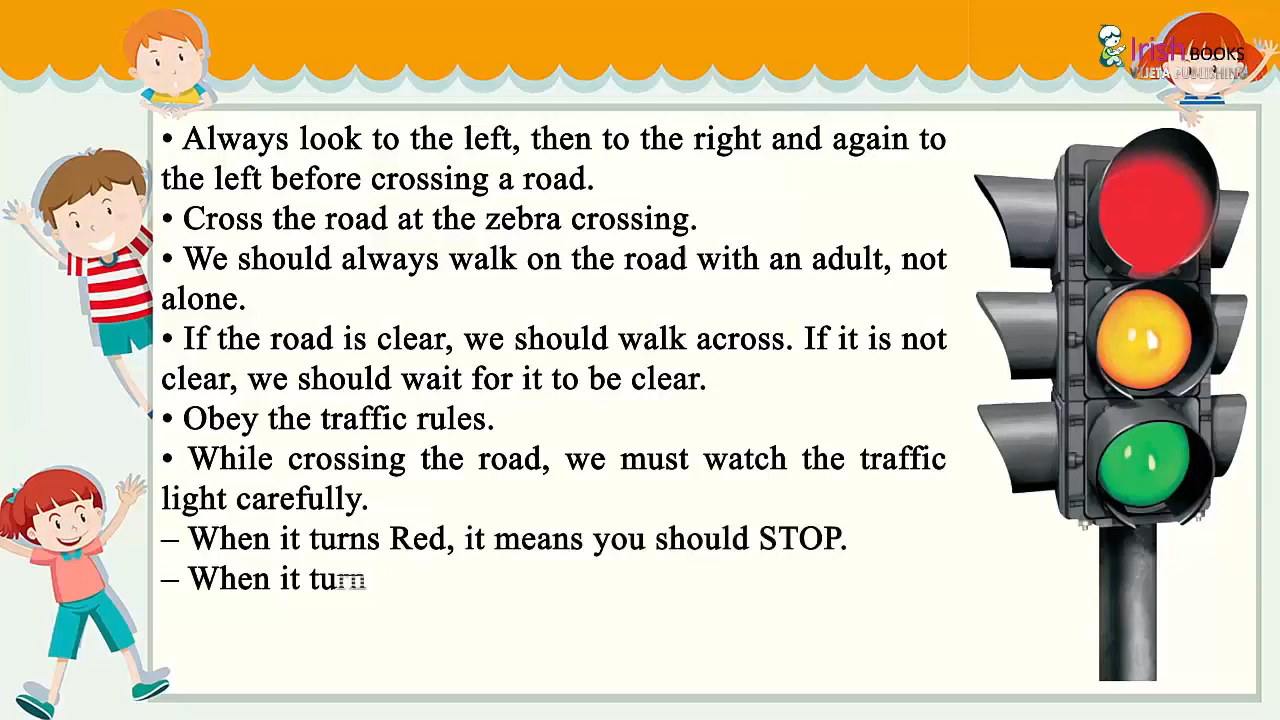 Irish BOOKS
VIJETA PUBLISHING
• Always look to the left, then to the right and again to
the left before crossing a road.
• Cross the road at the zebra crossing.
• We should always walk on the road with an adult, not
alone.
• If the road is clear, we should walk across. If it is not
clear, we should wait for it to be clear.
• Obey the traffic rules.
• While crossing the road, we must watch the traffic
light carefully.
– When it turns Red, it means you should STOP.
– When it turn